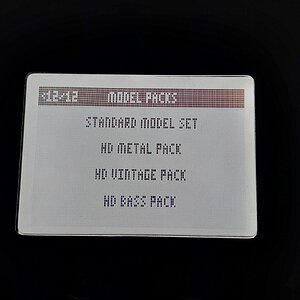 <12/12 MODEL PACKS
STANDARD MODEL SET
HD METAL PACK
HD VINTAGE PACK
HD BASS PACK